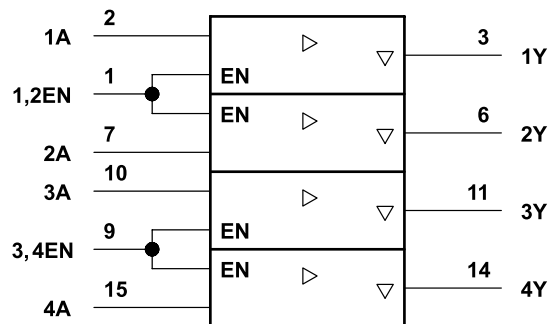 1A 2 3 1Y
1,2EN 1 EN
EN 6 2Y
2A 7
3A 10
11 3Y
3,4EN 9 EN
EN 14 4Y
4A 15